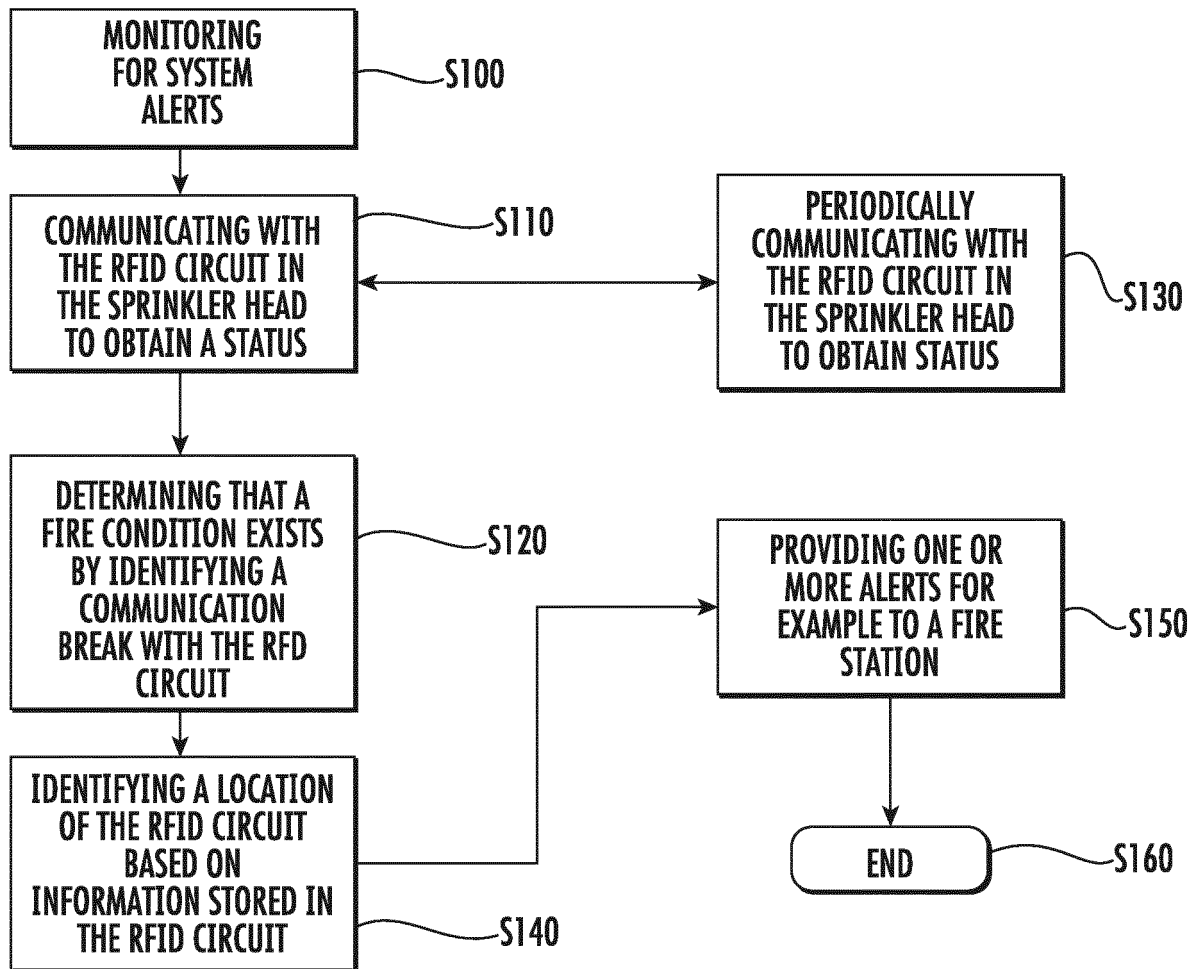 MONITORING
FOR SYSTEM
ALERTS
S100
COMMUNICATING WITH
THE RFID CIRCUIT IN
THE SPRINKLER HEAD
TO OBTAIN A STATUS
S110
PERIODICALLY
COMMUNICATING WITH
THE RFID CIRCUIT IN
THE SPRINKLER HEAD
TO OBTAIN STATUS
S130
DETERMINING THAT A
FIRE CONDITION EXISTS
BY IDENTIFYING A
COMMUNICATION
BREAK WITH THE RFD
CIRCUIT
S120
IDENTIFYING A LOCATION
OF THE RFID CIRCUIT
BASED ON
INFORMATION STORED IN
THE RFID CIRCUIT
S140
PROVIDING ONE OR
MORE ALERTS FOR
EXAMPLE TO A FIRE
STATION
S150
END
S160